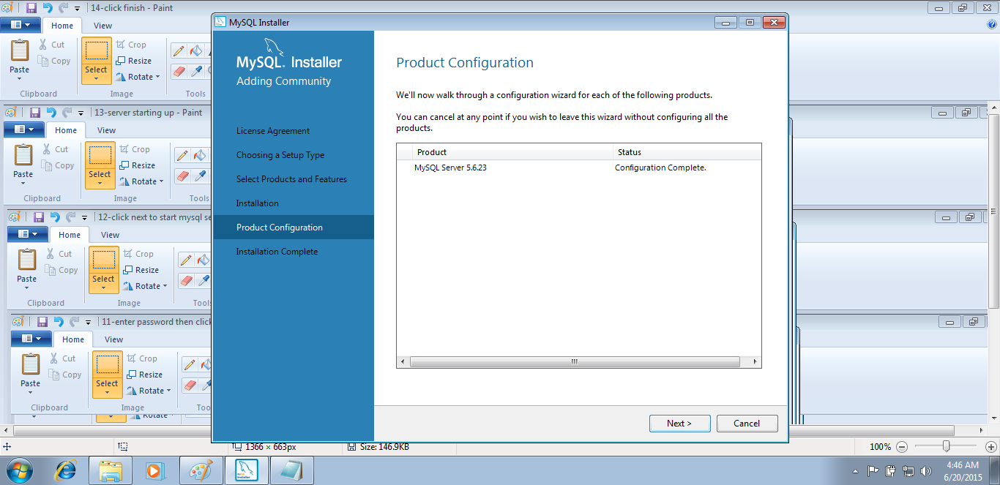 14-click finish - Paint
Home
View
Paste
Cut
Copy
Clipboard
Select
Crop
Resize
Rotate
Image
Tools
13-server starting up - Paint
Home
View
Paste
Cut
Copy
Clipboard
Select
Crop
Resize
Rotate
Image
Tools
12-click next to start mysql se
Home
View
Paste
Cut
Copy
Clipboard
Select
Crop
Resize
Rotate
Image
Tools
11-enter password then click
Home
View
Paste
Cut
Copy
Clipboard
Select
Crop
Resize
Rotate
Image
Too
Rotate
MySQL Installer
MySQL. Installer
Adding Community
License Agreement
Choosing a Setup Type
Select Products and Features
Installation
Product Configuration
Installation Complete
Product Configuration
We'll now walk through a configuration wizard for each of the following products.
You can cancel at any point if you wish to leave this wizard without configuring all the
products.
Product Status
MySQL Server 5.6.23 Configuration Complete.
Next > Cancel
1366 × 663px
Size: 146.9KB
100%
4:46 AM
6/20/2015